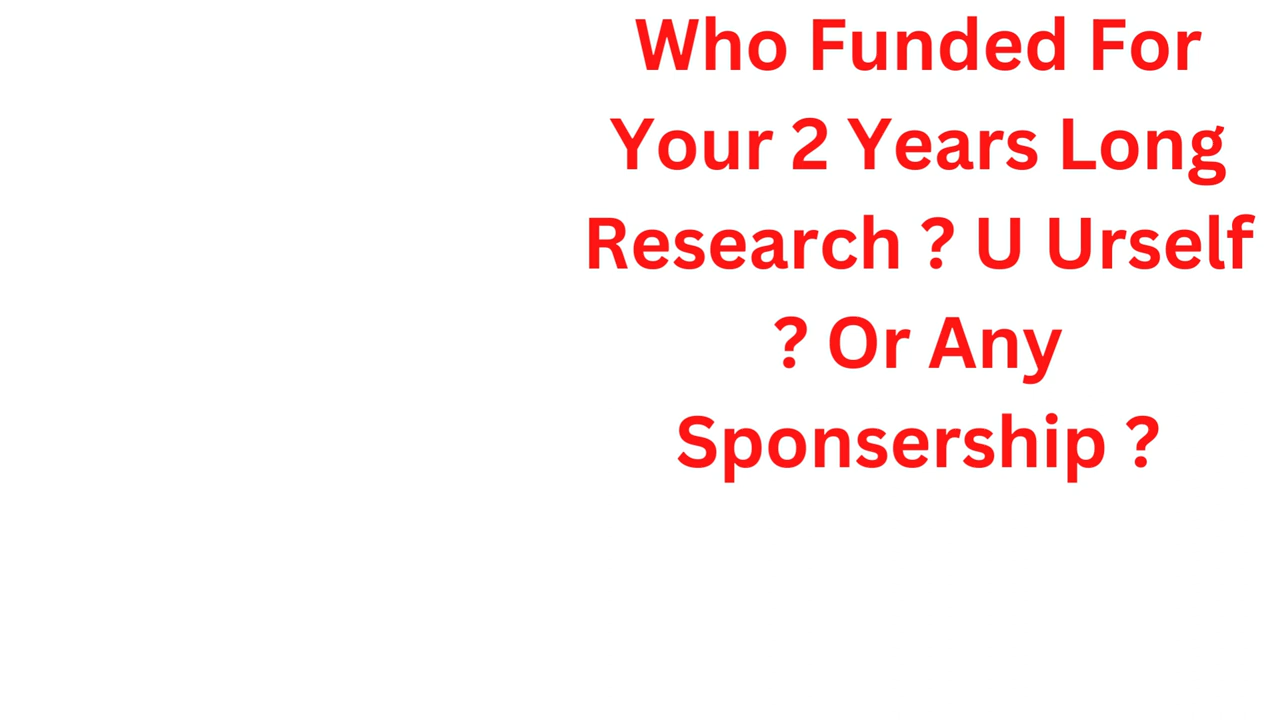 Who Funded For
Your 2 Years Long
Research ? U Urself
? Or Any
Sponsership ?